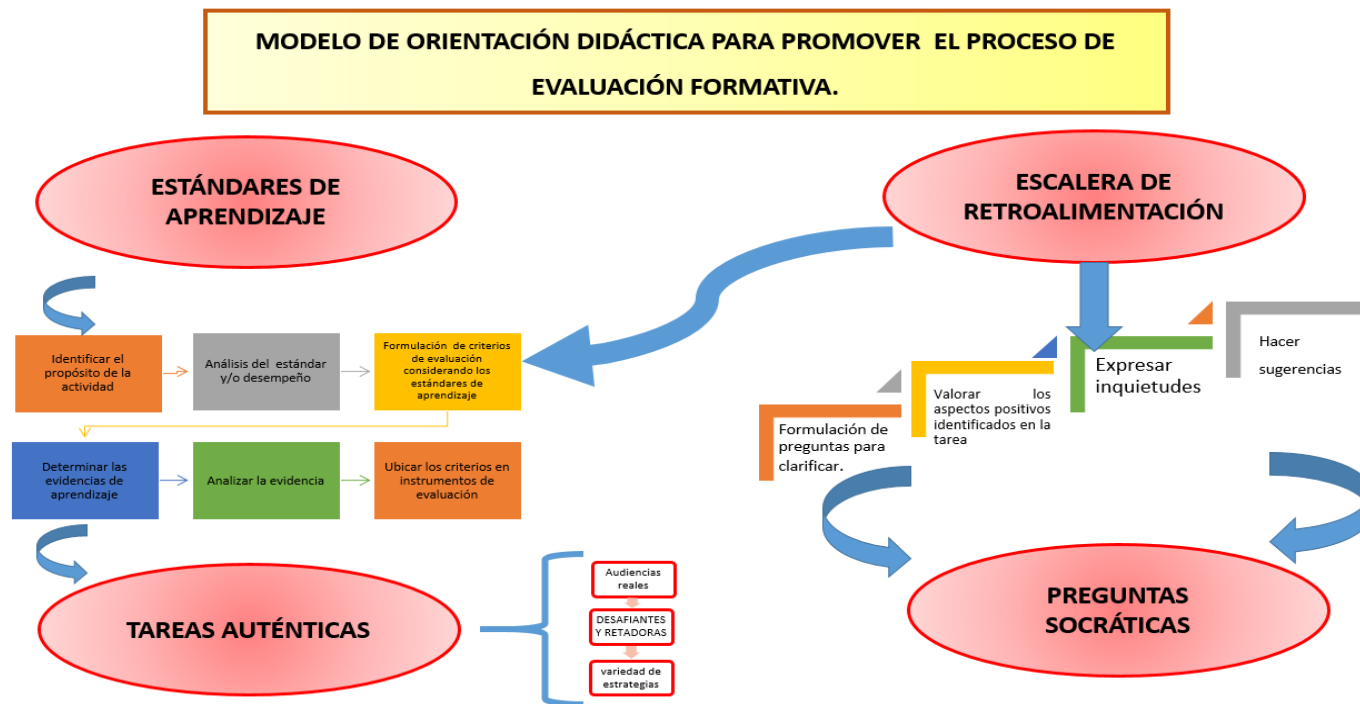 MODELO DE ORIENTACIÓN DIDÁCTICA PARA PROMOVER EL PROCESO DE
EVALUACIÓN FORMATIVA.
ESTÁNDARES DE
APRENDIZAJE
ESCALERA DE
RETROALIMENTACIÓN
Identificar el
propósito de la
actividad
Análisis del estándar
y/o desempeño
Formulación de criterios
de evaluación
considerando los
estándares de
aprendizaje
Determinar las
evidencias de
aprendizaje
Analizar la evidencia
Ubicar los criterios en
instrumentos de
evaluación
Formulación de
preguntas para
clarificar.
Valorar los
aspectos positivos
identificados en la
tarea
Expresar
inquietudes
Hacer
sugerencias
TAREAS AUTÉNTICAS
Audiencias
reales
DESAFIANTES
Y RETADORAS
variedad de
estrategias
PREGUNTAS
SOCRÁTICAS